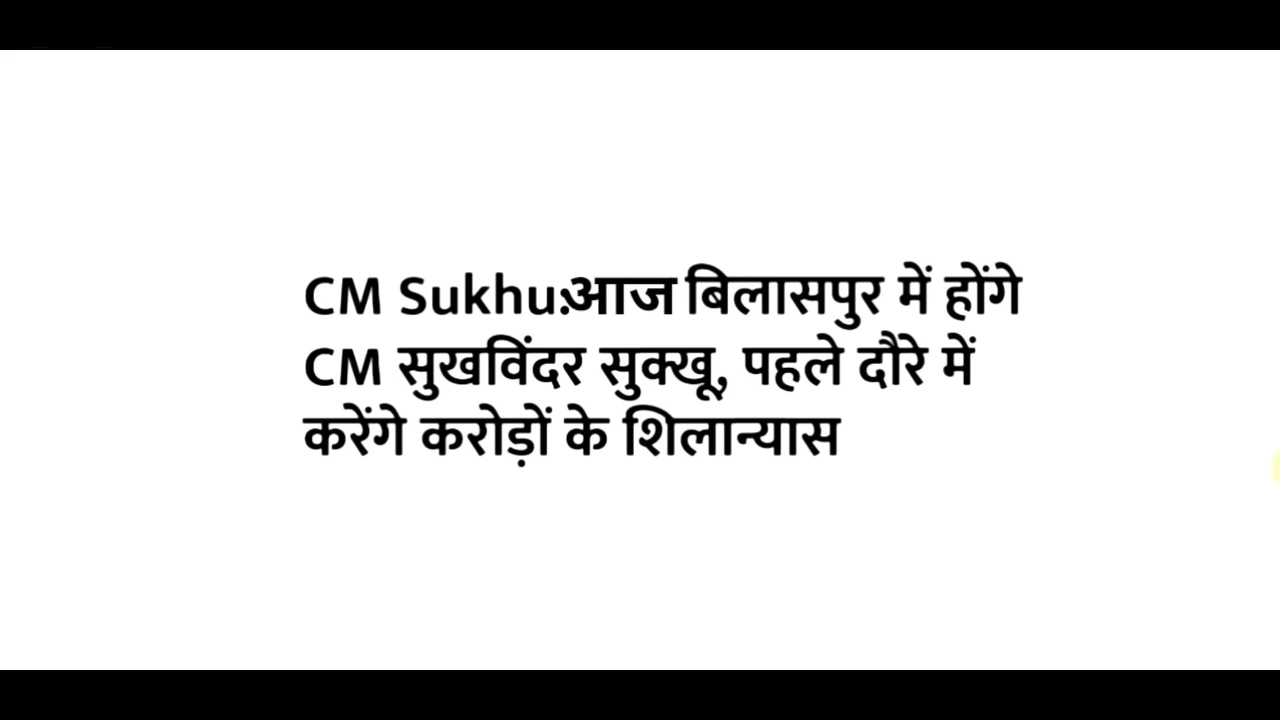 CM Sukhu:आज बिलासपुर में होंगे
CM सुखविंदर सुक्खू, पहले दौरे में
करेंगे करोड़ों के शिलान्यास